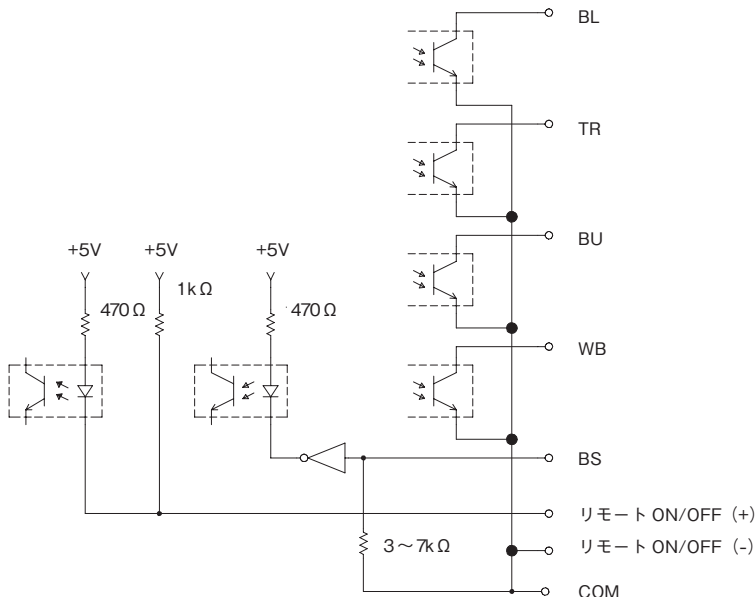 BL
TR
BU
+5V +5V +5V
1kΩ
470Ω 470Ω
WB
BS
リモート ON/OFF (+)
リモート ON/OFF (-)
3～7kΩ
COM